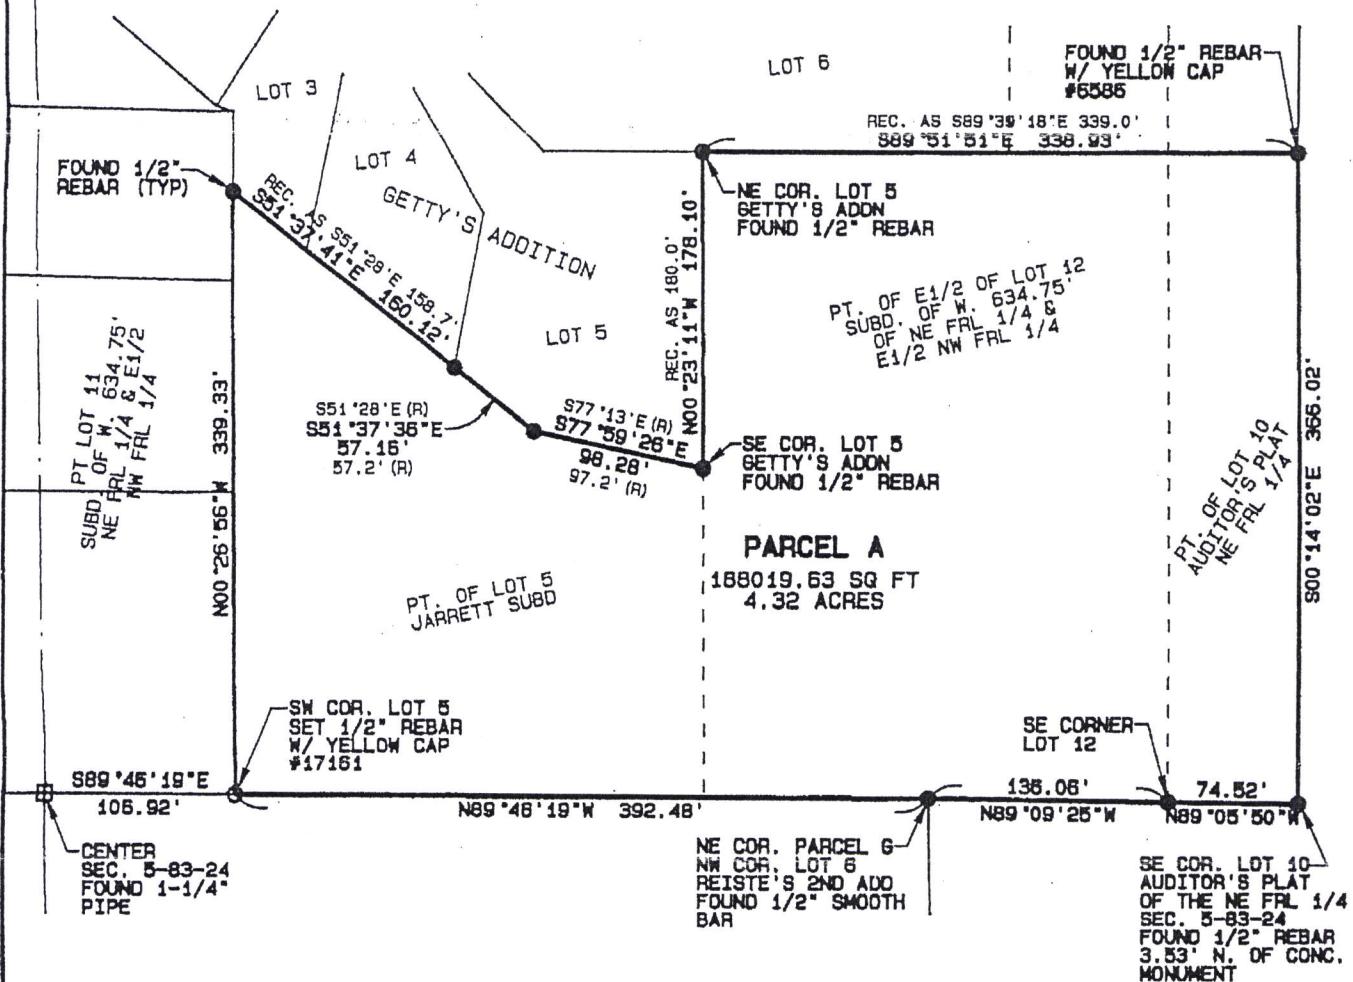 LOT 6
FOUND 1/2" REBAR
W/ YELLOW CAP
#6586
LOT 3
REC. AS S89°39'18"E 339.0'
S89°51'51"E 338.93'
FOUND 1/2"
REBAR (TYP)
LOT 4
GETTY'S ADDITION
REC. AS S51°28'E 158.7'
S51°37'41"E 160.12'
NE COR. LOT 5
GETTY'S ADDN
FOUND 1/2" REBAR
REC. AS 180.0'
N00°23'11"W 178.10'
PT. OF E1/2 OF LOT 12
SUBD. OF W. 634.75'
OF NE FRL 1/4 &
E1/2 NW FRL 1/4
LOT 5
PT LOT 11
SUBD. OF W. 634.75'
NE FRL 1/4 & E1/2
NW FRL 1/4
N00°26'56"W 339.33'
S51°28'E (R)
S51°37'36"E
57.15'
57.2' (R)
S77°13'E (R)
S77°59'26"E
98.28'
97.2' (R)
SE COR. LOT 5
GETTY'S ADDN
FOUND 1/2" REBAR
S00°14'02"E 366.02'
PT. OF LOT 10
AUDITOR'S PLAT
NE FRL 1/4
PARCEL A
188019.63 SQ FT
4.32 ACRES
PT. OF LOT 5
JARRETT SUBD
SW COR. LOT 5
SET 1/2" REBAR
W/ YELLOW CAP
#17161
SE CORNER
LOT 12
S89°46'19"E
106.92'
N89°46'19"W 392.48'
136.06'
N89°09'25"W
74.52'
N89°05'50"W
CENTER
SEC. 5-83-24
FOUND 1-1/4"
PIPE
NE COR. PARCEL G
NW COR. LOT 6
REISTE'S 2ND ADD
FOUND 1/2" SMOOTH
BAR
SE COR. LOT 10
AUDITOR'S PLAT
OF THE NE FRL 1/4
SEC. 5-83-24
FOUND 1/2" REBAR
3.53' N. OF CONC.
MONUMENT